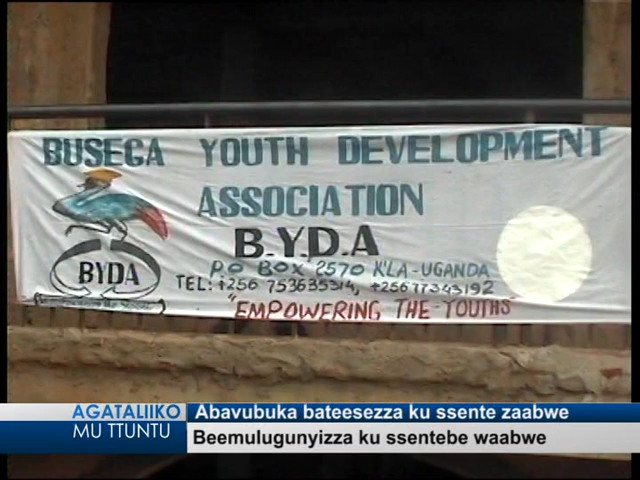 BUSEGA YOUTH DEVELOPMENT
ASSOCIATION
B.Y.D.A
BYDA
P.O BOX 2570 K'LA-UGANDA
TEL: +256 753635314, +25677343192
"EMPOWERING THE YOUTHS"
AGATALIIKO
MU TTUNTU
Abavubuka bateesezza ku ssente zaabwe
Beemulugunyizza ku ssentebe waabwe